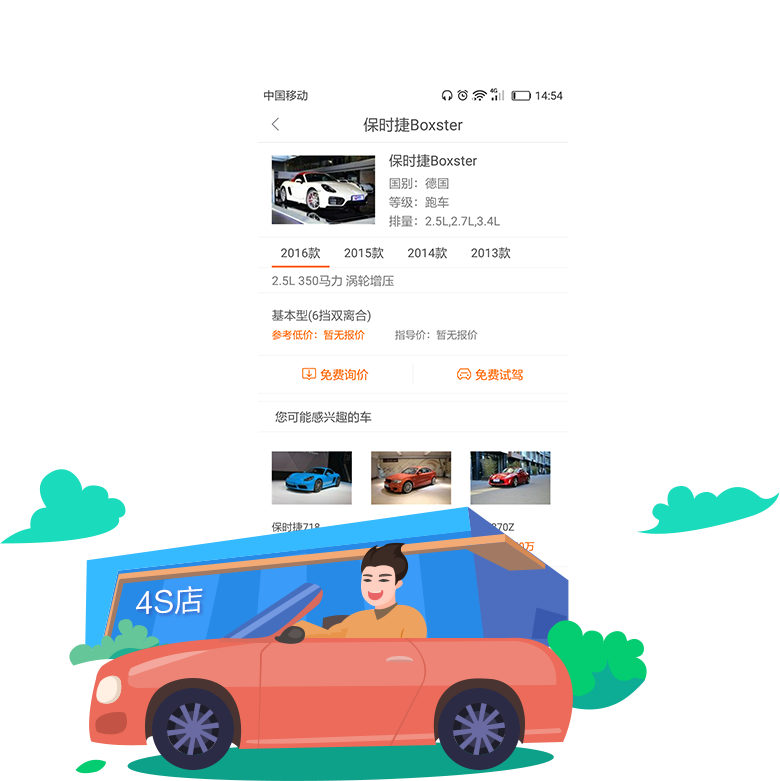 中国移动 4G 14:54
保时捷Boxster
保时捷Boxster
国别：德国
等级：跑车
排量：2.5L,2.7L,3.4L
2016款 2015款 2014款 2013款
2.5L 350马力 涡轮增压
基本型(6挡双离合)
参考低价：暂无报价 指导价：暂无报价
免费询价 免费试驾
您可能感兴趣的车
保时捷718 70Z
万
4S店